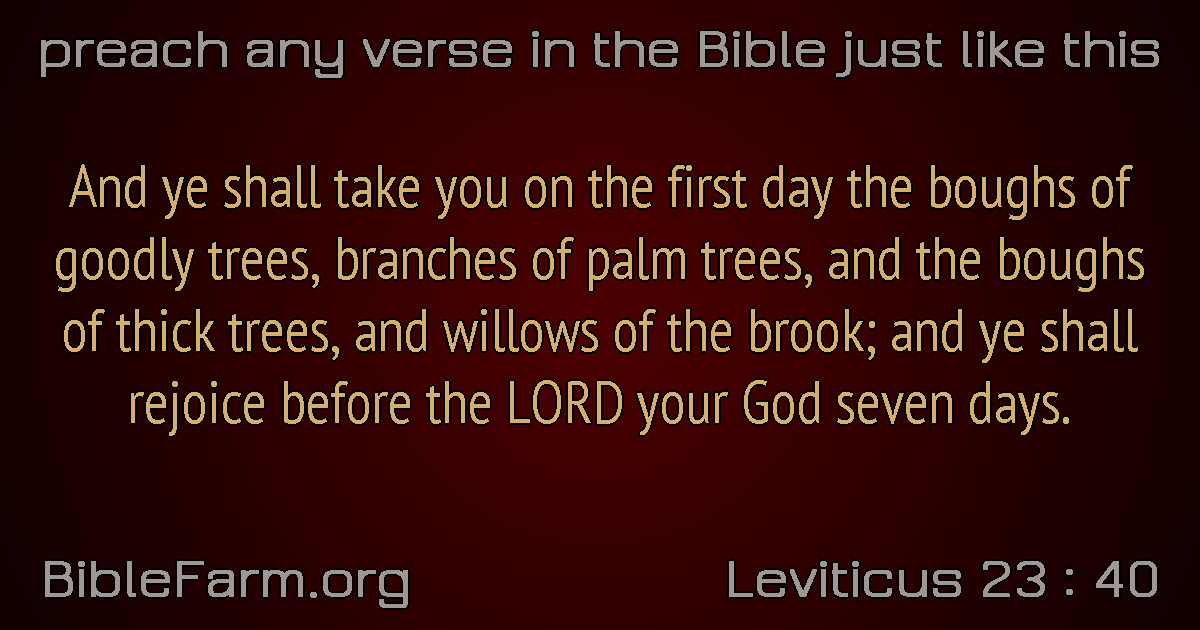 preach any verse in the Bible just like this
And ye shall take you on the first day the boughs of
goodly trees, branches of palm trees, and the boughs
of thick trees, and willows of the brook; and ye shall
rejoice before the LORD your God seven days.
BibleFarm.org
Leviticus 23 : 40